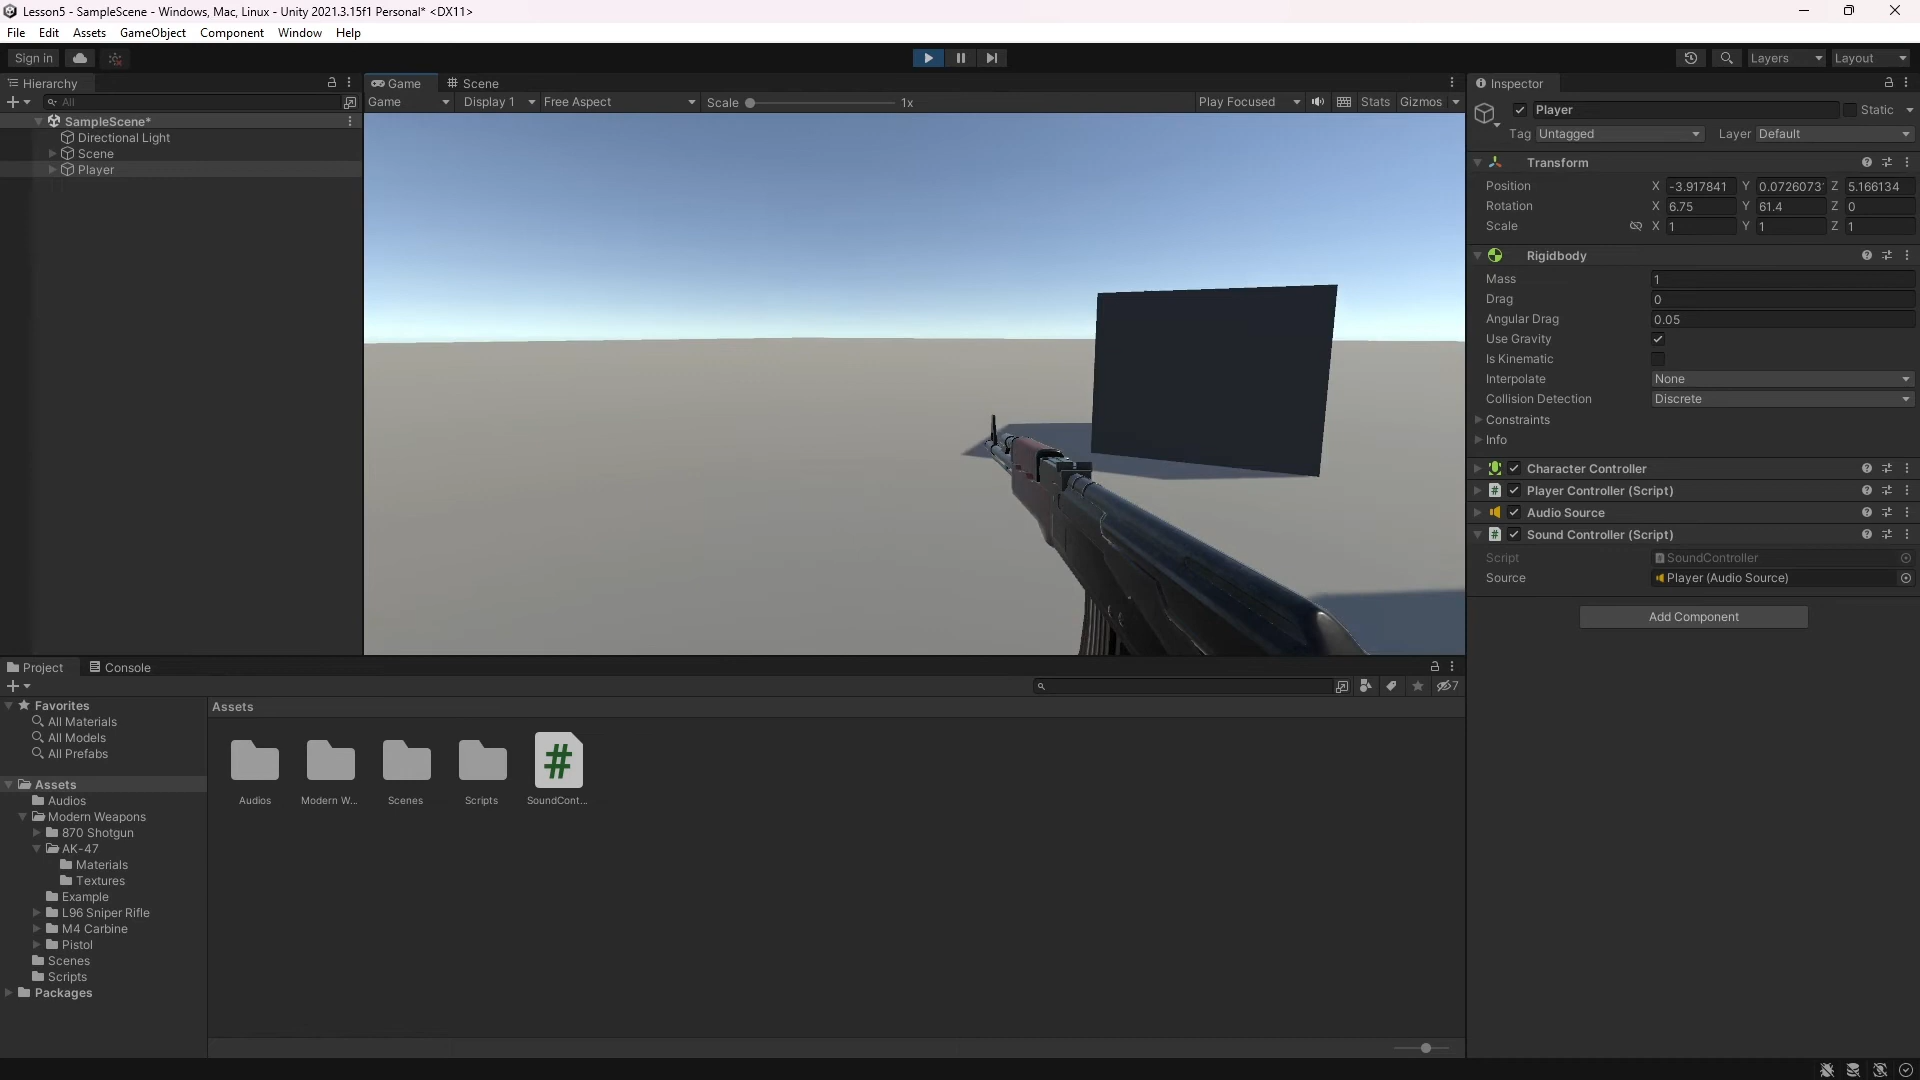 Lesson5 - SampleScene - Windows, Mac, Linux - Unity 2021.3.15f1 Personal* <DX11>
File Edit Assets GameObject Component Window Help
Sign in
Layers
Layout
Hierarchy
All
SampleScene*
Directional Light
Scene
Player
Game
Scene
Game
Display 1
Free Aspect
Scale
1x
Play Focused
Stats
Gizmos
Inspector
Player
Static
Tag Untagged
Layer Default
Transform
Position X -3.917841 Y 0.0726073 Z 5.166134
Rotation X 6.75 Y 61.4 Z 0
Scale X 1 Y 1 Z 1
Rigidbody
Mass 1
Drag 0
Angular Drag 0.05
Use Gravity
Is Kinematic
Interpolate None
Collision Detection Discrete
Constraints
Info
Character Controller
Player Controller (Script)
Audio Source
Sound Controller (Script)
Script SoundController
Source Player (Audio Source)
Add Component
Project
Console
7
Favorites
All Materials
All Models
All Prefabs
Assets
Audios
Modern Weapons
870 Shotgun
AK-47
Materials
Textures
Example
L96 Sniper Rifle
M4 Carbine
Pistol
Scenes
Scripts
Packages
Assets
Audios
Modern W...
Scenes
Scripts
SoundCont...